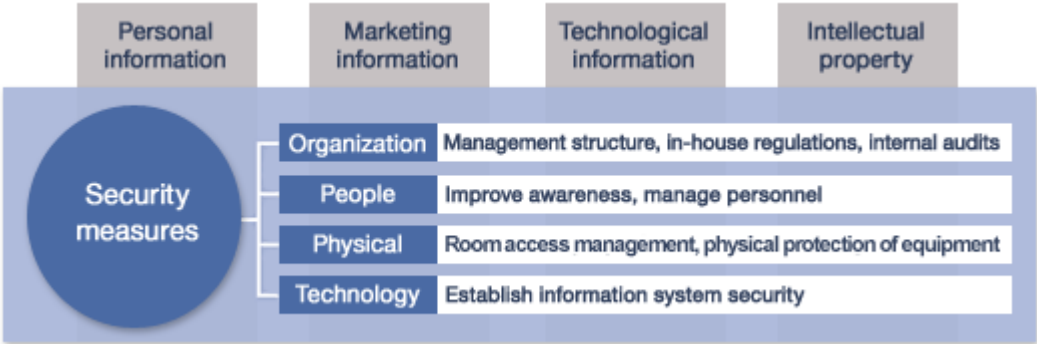 Personal
information
Marketing
information
Technological
information
Intellectual
property
Security
measures
Organization Management structure, in-house regulations, internal audits
People Improve awareness, manage personnel
Physical Room access management, physical protection of equipment
Technology Establish information system security